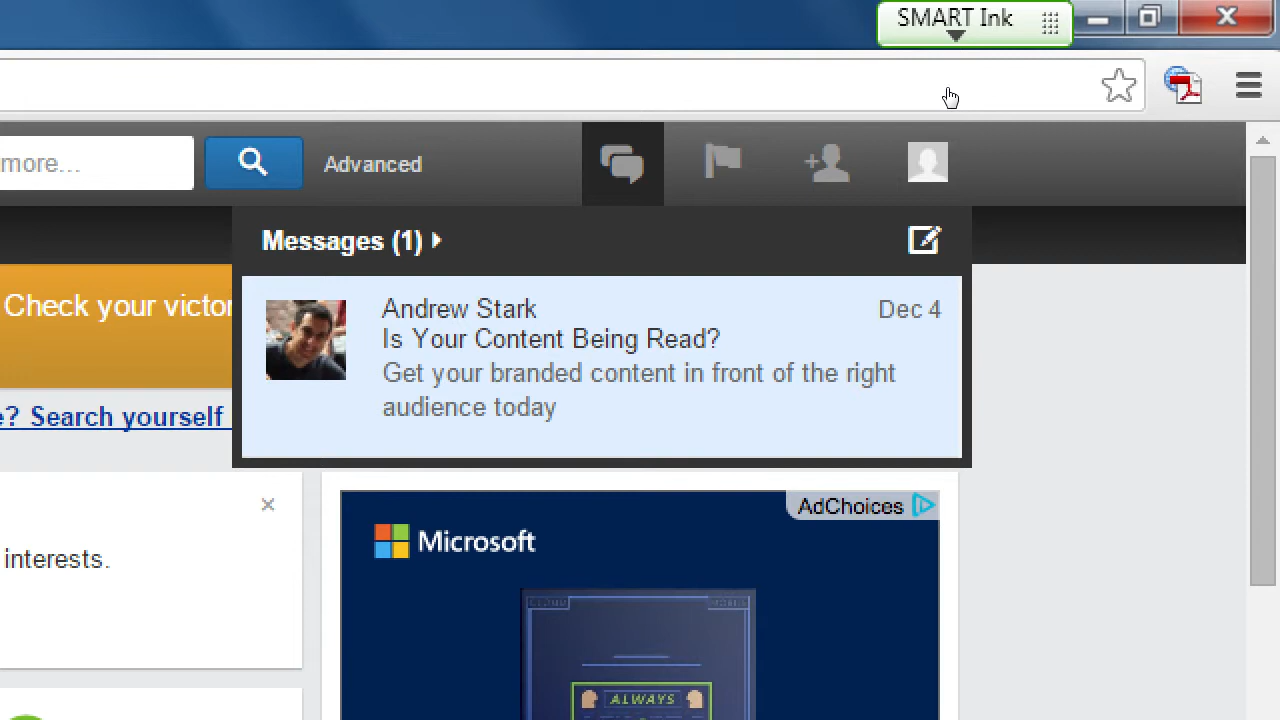 SMART Ink
more...
Advanced
Messages (1)
Check your victor
Andrew Stark
Dec 4
Is Your Content Being Read?
Get your branded content in front of the right
audience today
e? Search yourself
AdChoices
Microsoft
interests.
CLOUD
ALWAYS